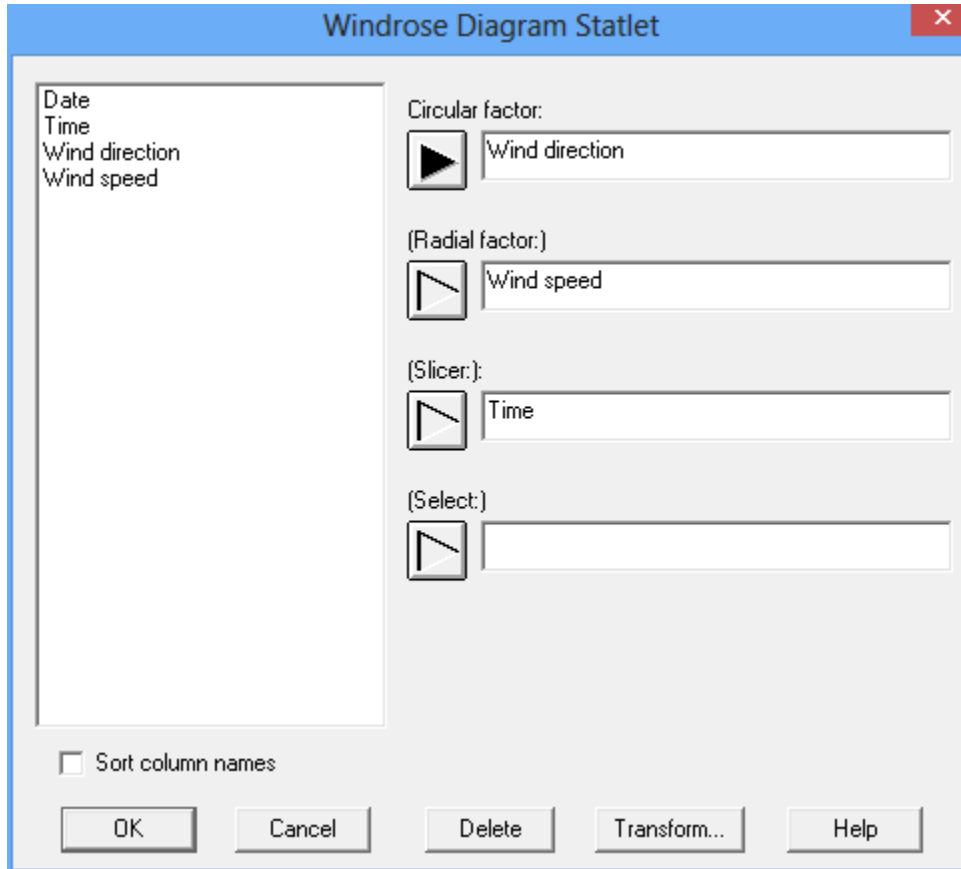 Windrose Diagram Statlet
Date
Time
Wind direction
Wind speed
Circular factor:
Wind direction
(Radial factor:)
Wind speed
(Slicer:):
Time
(Select:)
Sort column names
OK
Cancel
Delete
Transform...
Help